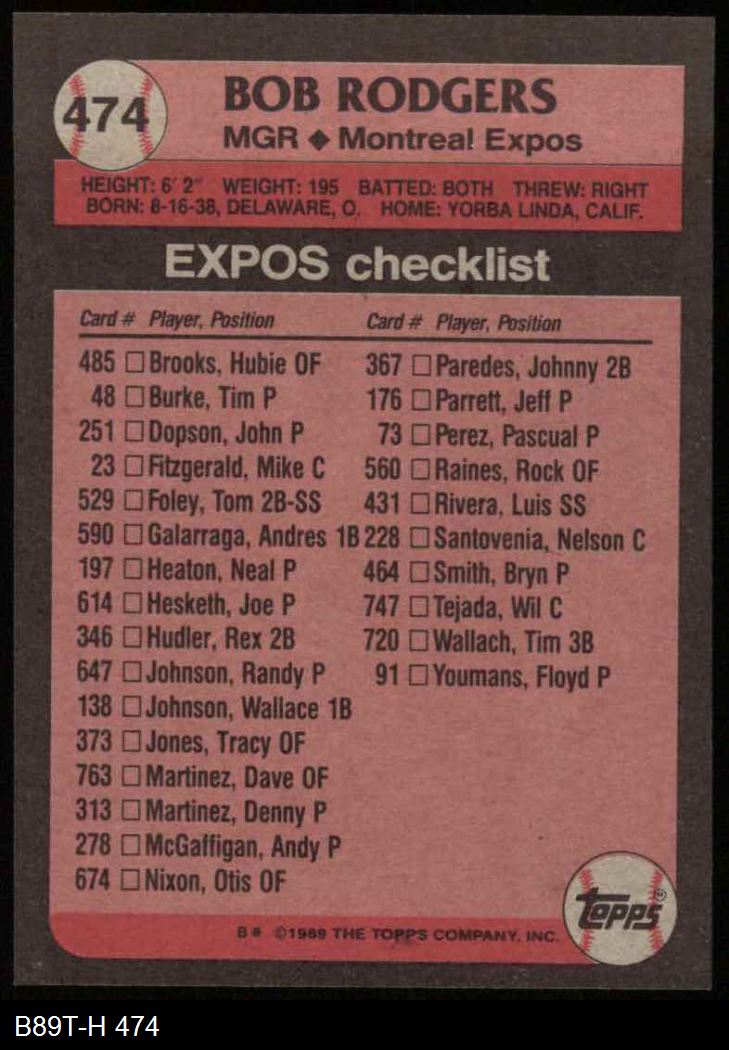 474
BOB RODGERS
MGR ◆ Montreal Expos
HEIGHT: 6' 2" WEIGHT: 195 BATTED: BOTH THREW: RIGHT
BORN: 8-16-38, DELAWARE, O. HOME: YORBA LINDA, CALIF.
EXPOS checklist
Card # Player, Position
485 □ Brooks, Hubie OF
48 □ Burke, Tim P
251 □ Dopson, John P
23 □ Fitzgerald, Mike C
529 □ Foley, Tom 2B-SS
590 □ Galarraga, Andres 1B
197 □ Heaton, Neal P
614 □ Hesketh, Joe P
346 □ Hudler, Rex 2B
647 □ Johnson, Randy P
138 □ Johnson, Wallace 1B
373 □ Jones, Tracy OF
763 □ Martinez, Dave OF
313 □ Martinez, Denny P
278 □ McGaffigan, Andy P
674 □ Nixon, Otis OF
Card # Player, Position
367 □ Paredes, Johnny 2B
176 □ Parrett, Jeff P
73 □ Perez, Pascual P
560 □ Raines, Rock OF
431 □ Rivera, Luis SS
228 □ Santovenia, Nelson C
464 □ Smith, Bryn P
747 □ Tejada, Wil C
720 □ Wallach, Tim 3B
91 □ Youmans, Floyd P
topps®
B# ©1989 THE TOPPS COMPANY, INC.
B89T-H 474